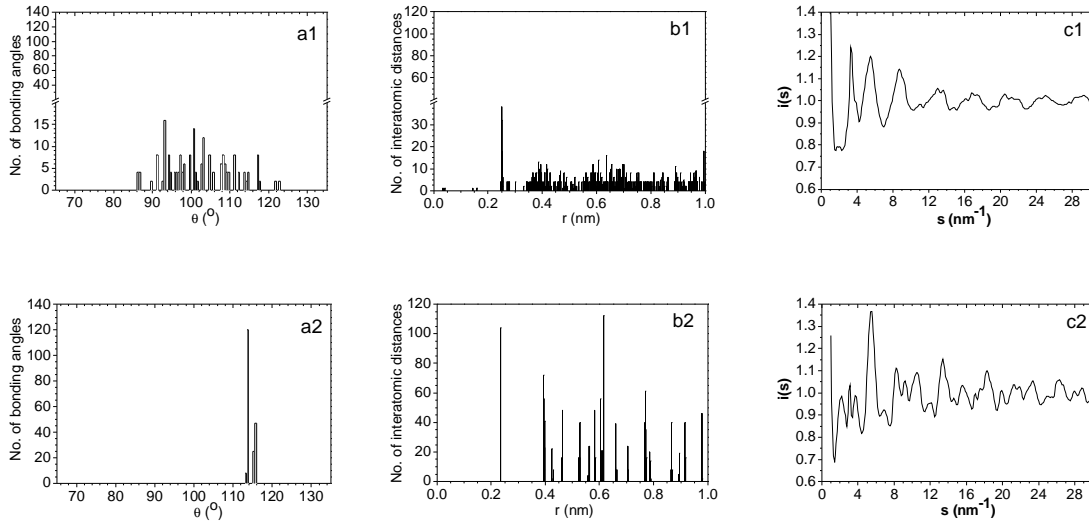 140
120
100
80
60
40
15
10
5
0
No. of bonding angles
a1
70 80 90 100 110 120 130
θ (o)
120
100
80
60
40
30
20
10
0
No. of interatomic distances
b1
0.0 0.2 0.4 0.6 0.8 1.0
r (nm)
1.4
1.3
1.2
1.1
1.0
0.9
0.8
0.7
0.6
i(s)
c1
0 4 8 12 16 20 24 28
s (nm-1)
140
120
100
80
60
40
20
0
No. of bonding angles
a2
70 80 90 100 110 120 130
θ (o)
120
100
80
60
40
20
0
No. of interatomic distances
b2
0.0 0.2 0.4 0.6 0.8 1.0
r (nm)
1.4
1.3
1.2
1.1
1.0
0.9
0.8
0.7
0.6
i(s)
c2
0 4 8 12 16 20 24 28
s (nm-1)